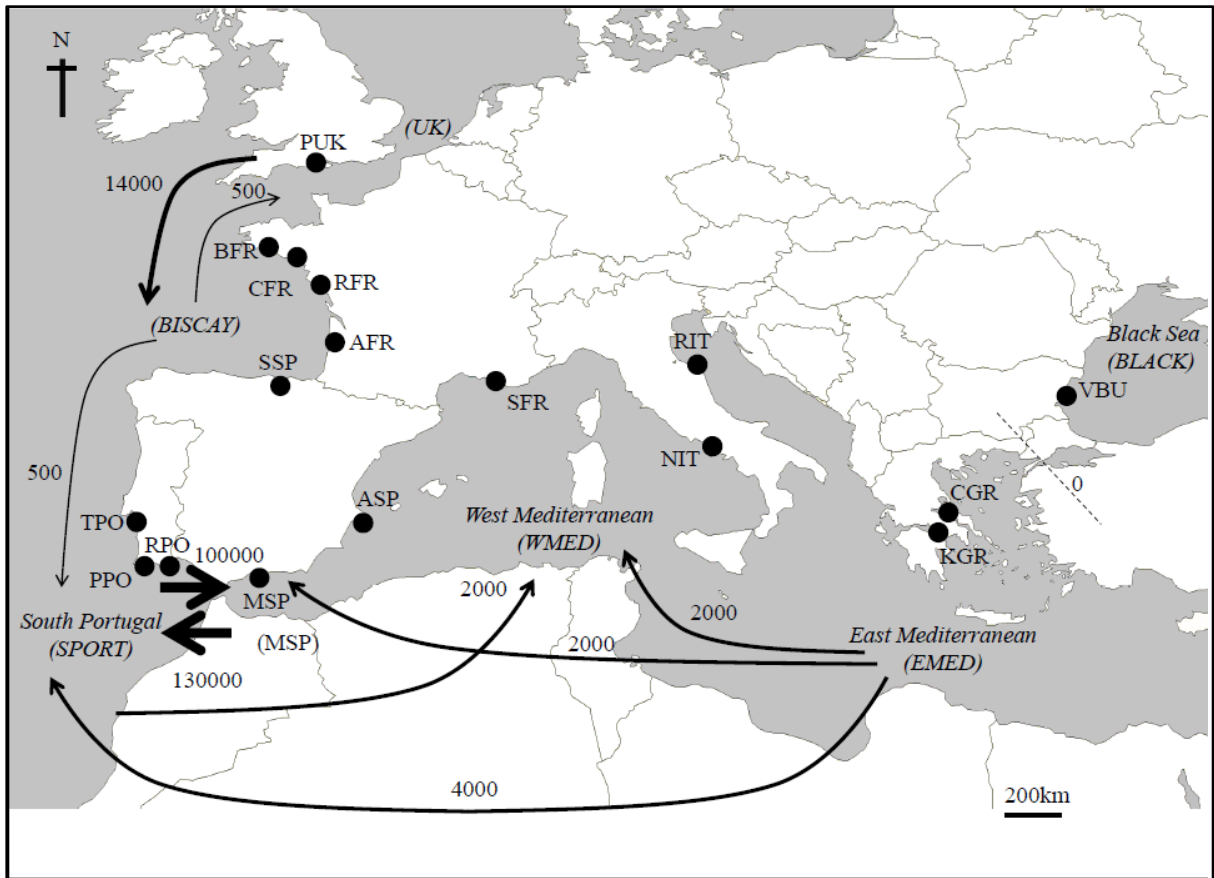 N
(UK)
PUK
14000
500
BFR
CFR
RFR
(BISCAY)
AFR
SSP
SFR
RIT
Black Sea
(BLACK)
VBU
NIT
500
ASP
CGR
0
KGR
TPO
RPO
100000
PPO
MSP
West Mediterranean
(WMED)
2000
2000
2000
South Portugal
(SPORT)
(MSP)
East Mediterranean
(EMED)
130000
4000
200km